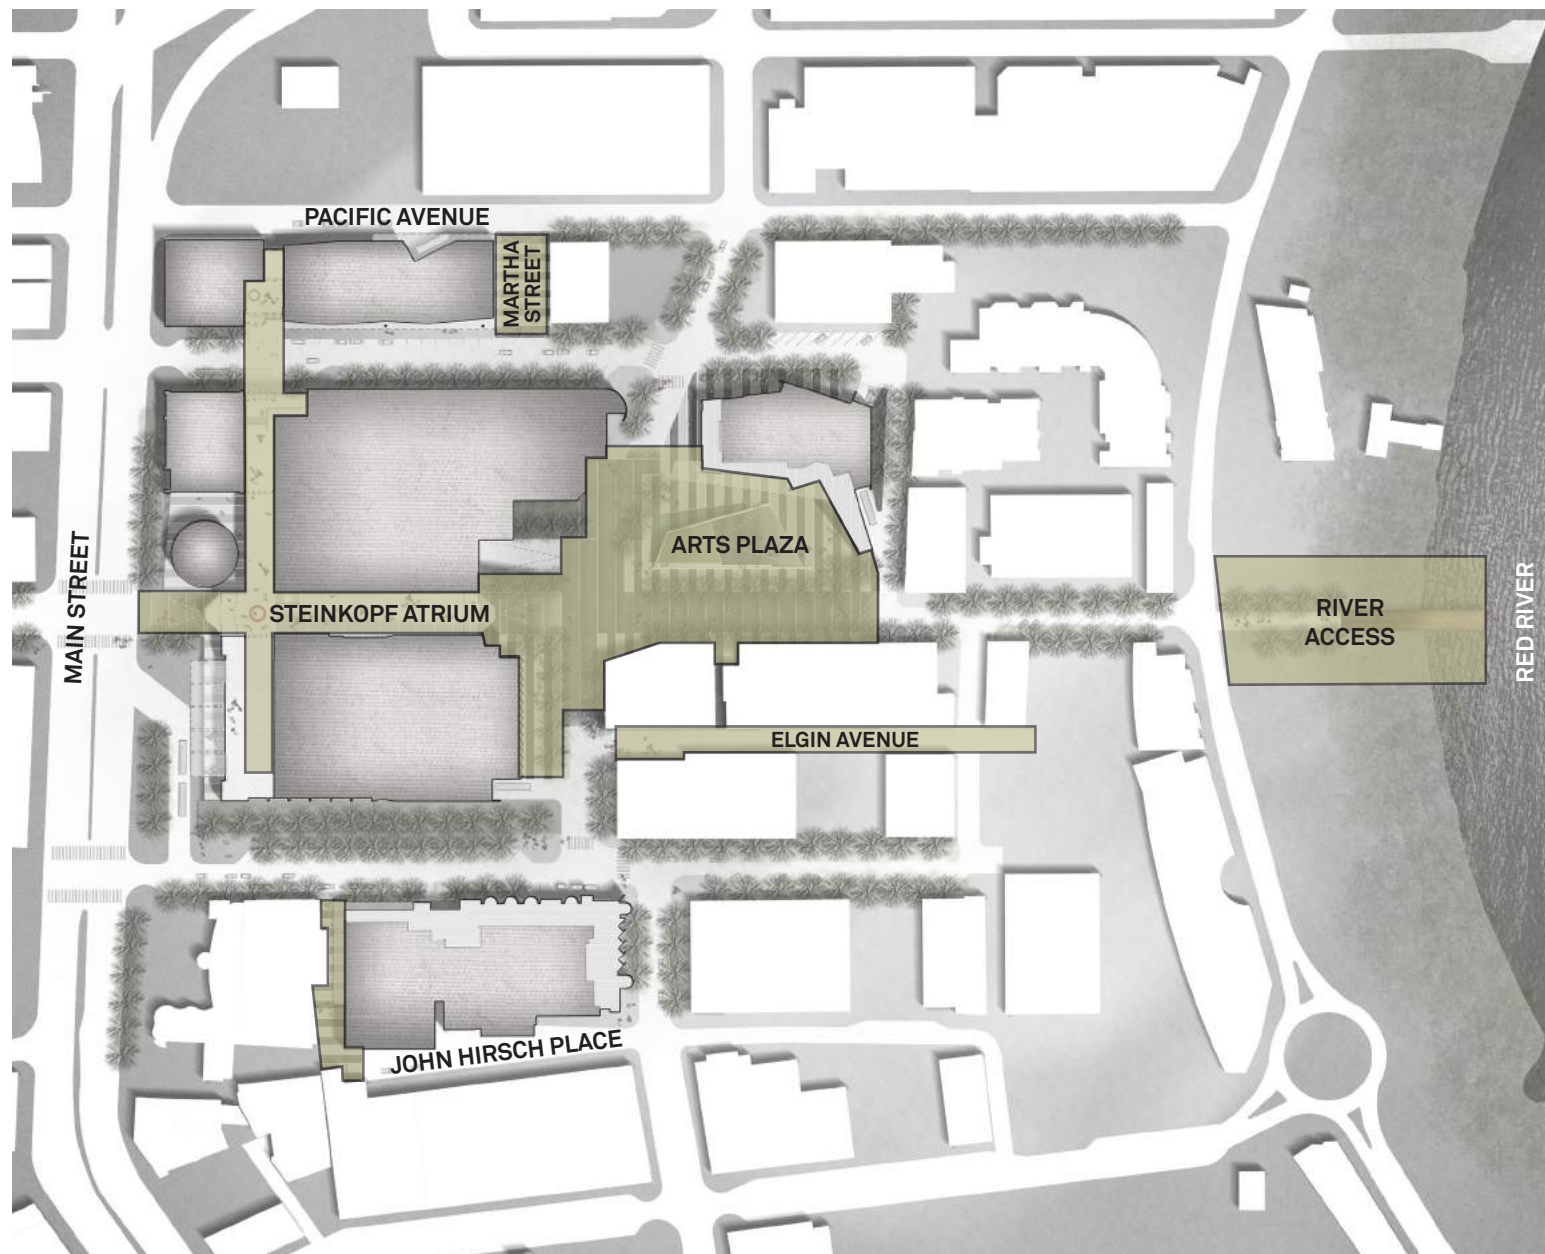 PACIFIC AVENUE
MARTHA
STREET
ARTS PLAZA
MAIN STREET
STEINKOPF ATRIUM
RIVER
ACCESS
RED RIVER
ELGIN AVENUE
JOHN HIRSCH PLACE